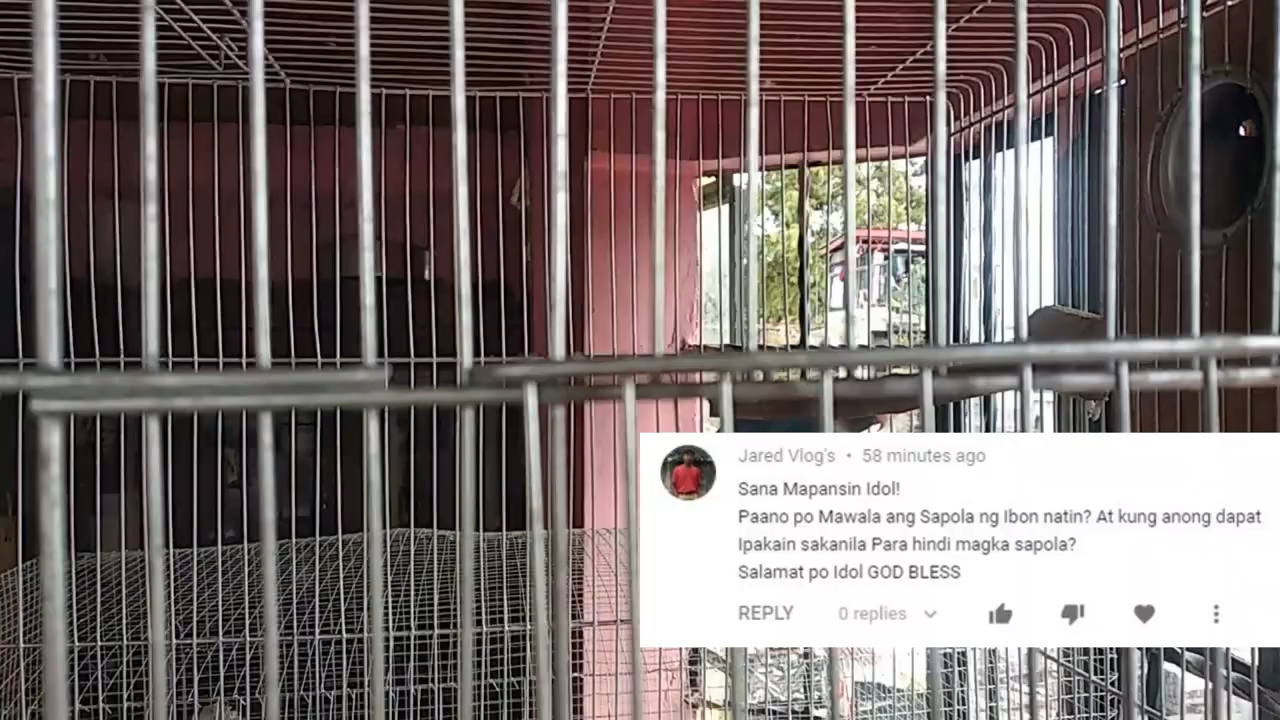 Jared Vlog's • 58 minutes ago
Sana Mapansin Idol!
Paano po Mawala ang Sapola ng Ibon natin? At kung anong dapat
Ipakain sakanila Para hindi magka sapola?
Salamat po Idol GOD BLESS
REPLY 0 replies